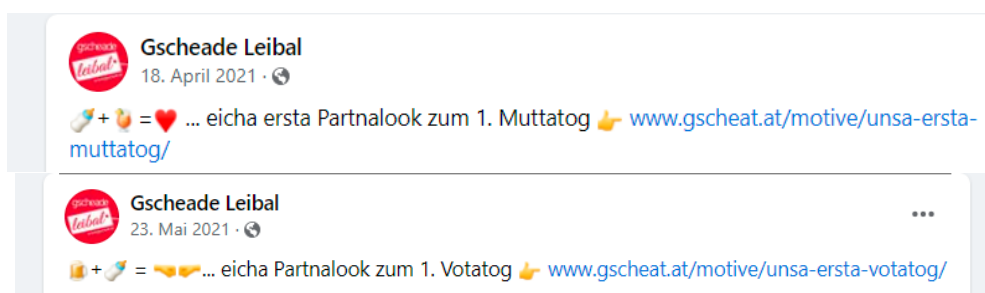 gscheade
leibal
Gscheade Leibal
18. April 2021 ·
🍼+🍹=❤️ ... eicha ersta Partnalook zum 1. Muttatog 👉 www.gscheat.at/motive/unsa-ersta-
muttatog/
gscheade
leibal
Gscheade Leibal
23. Mai 2021 ·
🍺+🍼 = 🤜🤛... eicha Partnalook zum 1. Votatog 👉 www.gscheat.at/motive/unsa-ersta-votatog/